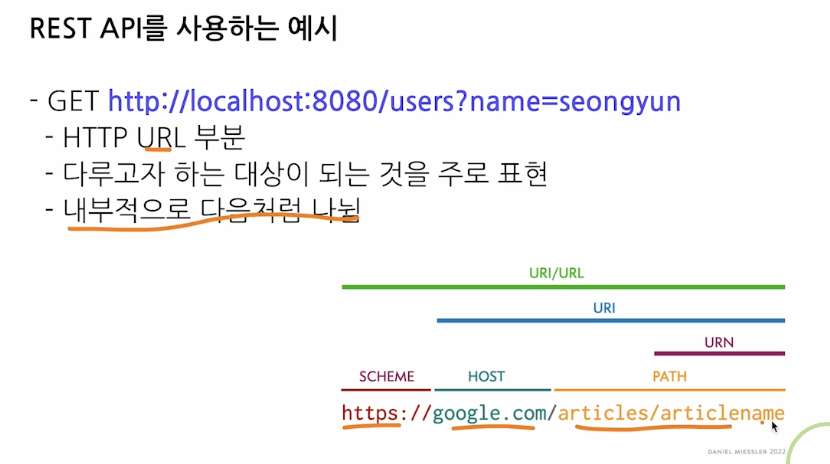 REST API를 사용하는 예시
- GET http://localhost:8080/users?name=seongyun
- HTTP URL 부분
- 다루고자 하는 대상이 되는 것을 주로 표현
- 내부적으로 다음처럼 나뉨
URI/URL
URI
URN
SCHEME HOST PATH
https://google.com/articles/articlename
DANIEL MIESSLER 2022